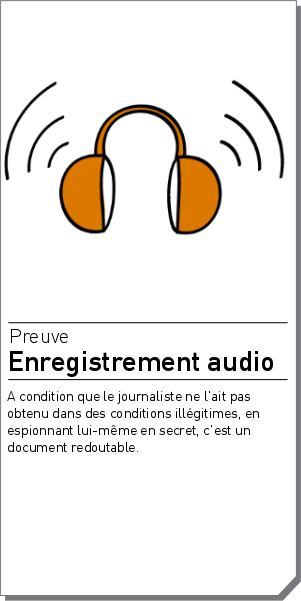 Preuve
Enregistrement audio
A condition que le journaliste ne l'ait pas
obtenu dans des conditions illégitimes, en
espionnant lui-même en secret, c'est un
document redoutable.